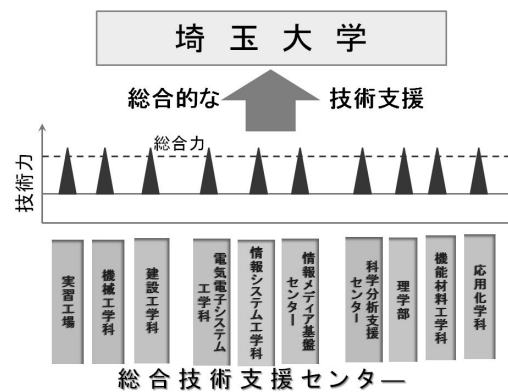 埼玉大学
総合的な
技術支援
総合力
技術力
実習工場
機械工学科
建設工学科
電気電子システム
工学科
情報システム工学科
情報メディア基盤
センター
科学分析支援
センター
理学部
機能材料工学科
応用化学科
総合技術支援センター